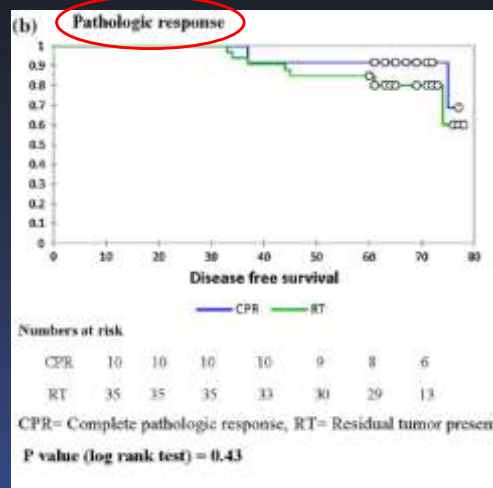 (b) Pathologic response
1
0.9
0.8
0.7
0.6
0.5
0.4
0.3
0.2
0.1
0
0 10 20 30 40 50 60 70 80
Disease free survival
CPR RT
Numbers at risk
CPR 10 10 10 10 9 8 6
RT 35 35 35 33 30 29 13
CPR= Complete pathologic response, RT= Residual tumor presen
P value (log rank test) = 0.43